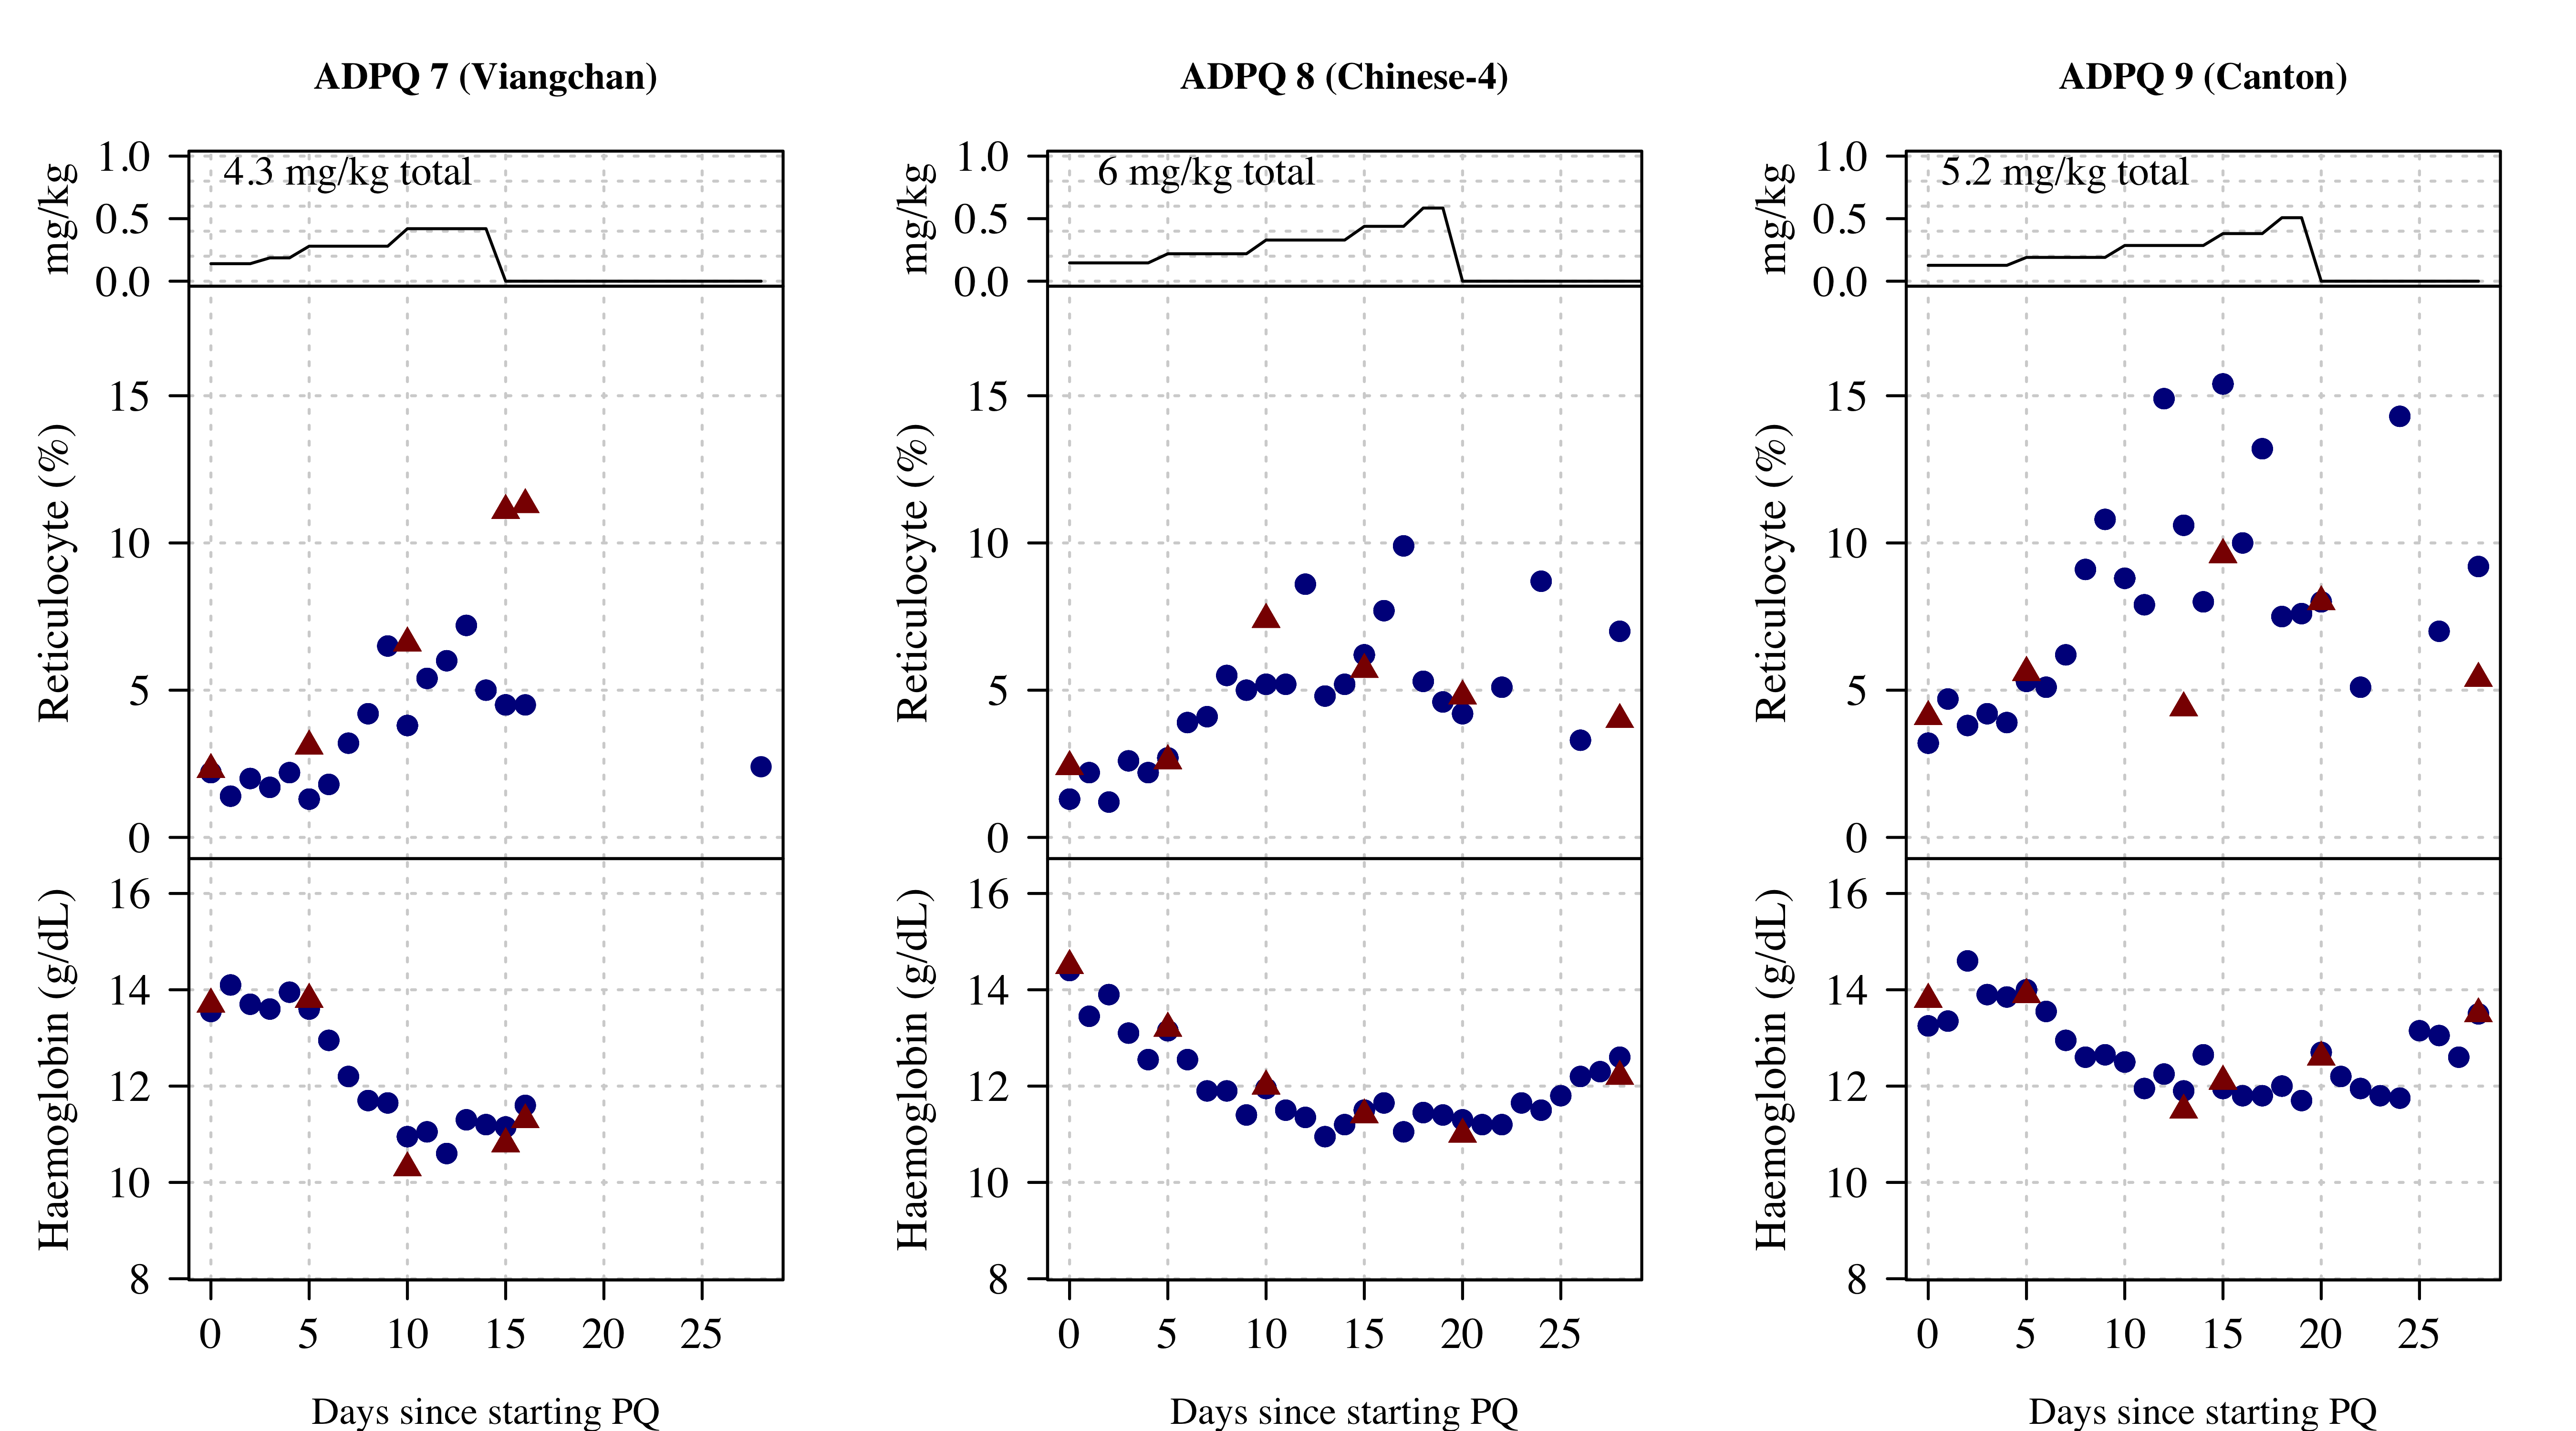 ADPQ 7 (Viangchan)
mg/kg
1.0
0.5
0.0
4.3 mg/kg total
Reticulocyte (%)
15
10
5
0
Haemoglobin (g/dL)
16
14
12
10
8
0 5 10 15 20 25
Days since starting PQ
ADPQ 8 (Chinese-4)
mg/kg
1.0
0.5
0.0
6 mg/kg total
Reticulocyte (%)
15
10
5
0
Haemoglobin (g/dL)
16
14
12
10
8
0 5 10 15 20 25
Days since starting PQ
ADPQ 9 (Canton)
mg/kg
1.0
0.5
0.0
5.2 mg/kg total
Reticulocyte (%)
15
10
5
0
Haemoglobin (g/dL)
16
14
12
10
8
0 5 10 15 20 25
Days since starting PQ